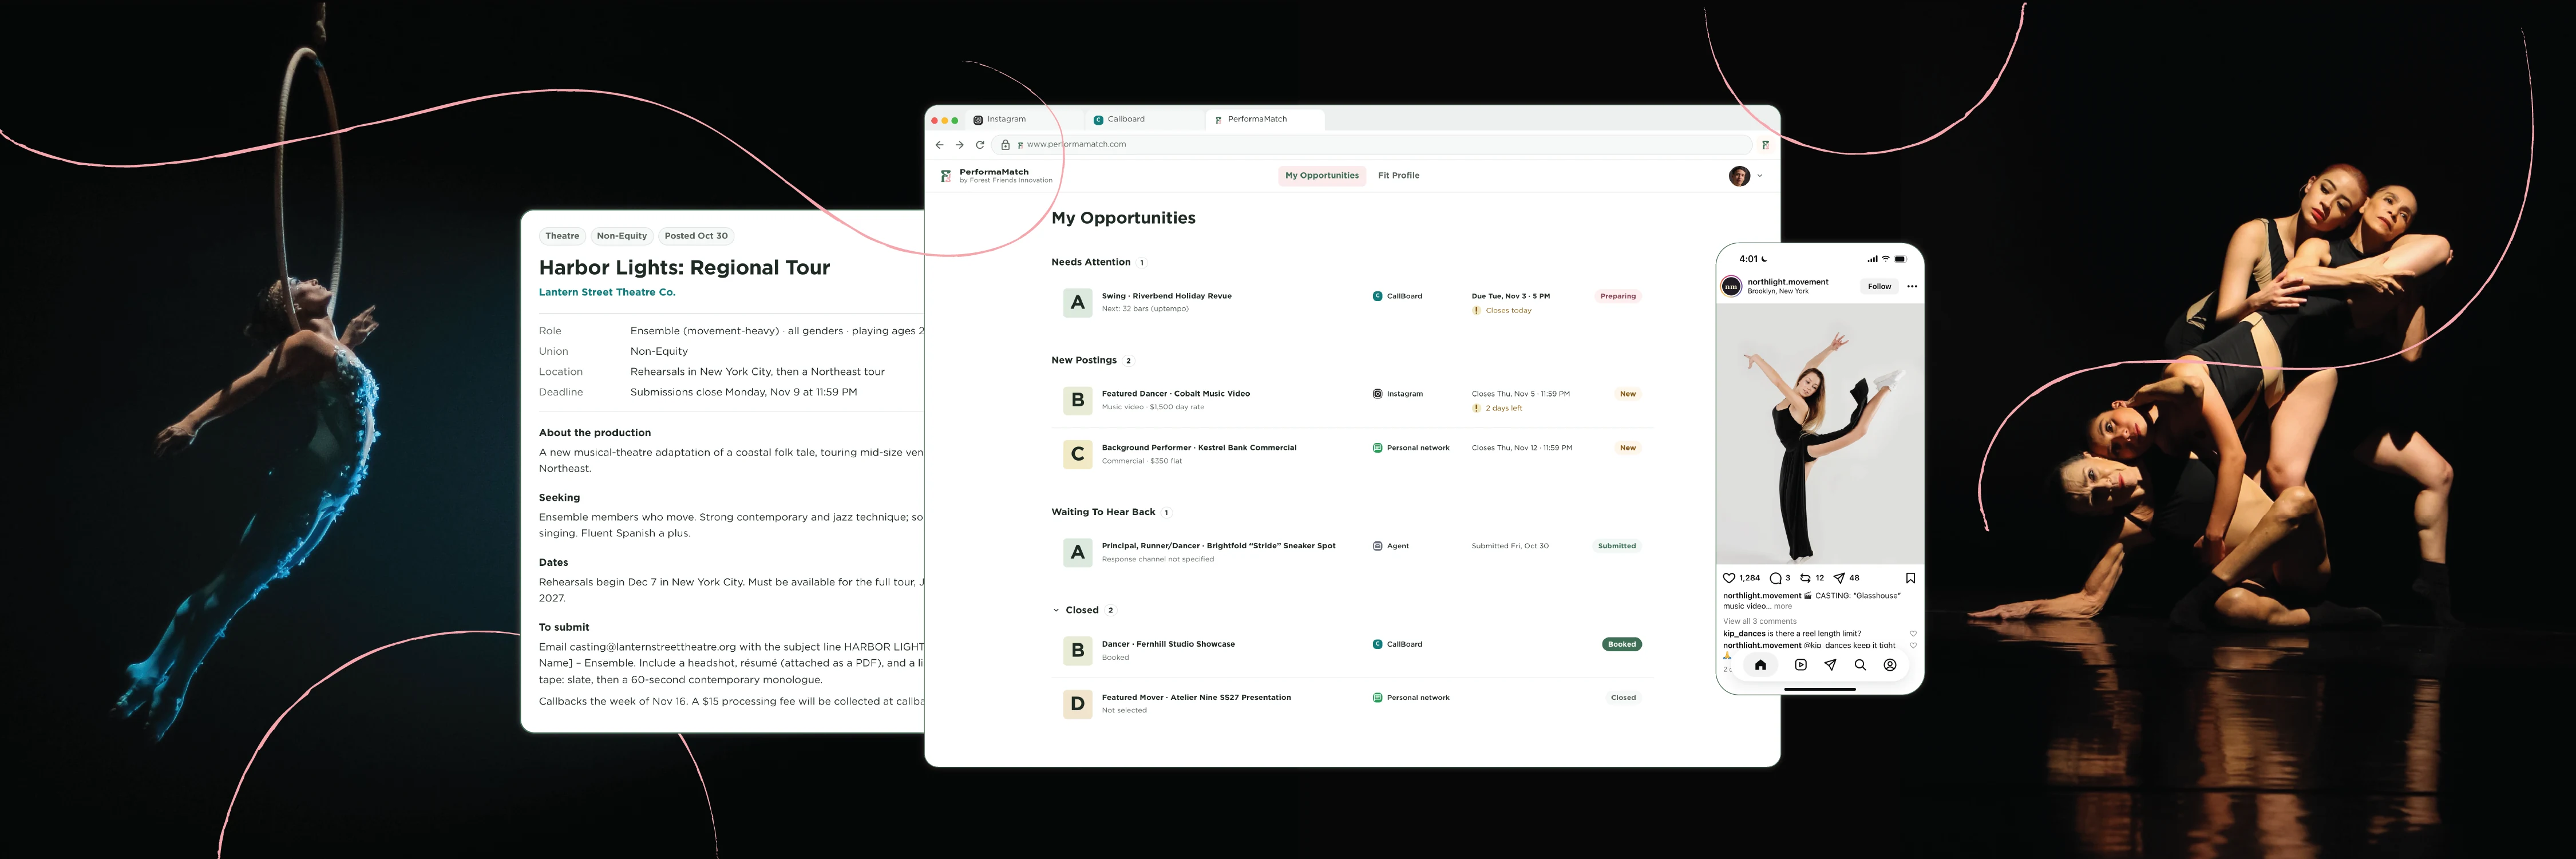 Theatre Non-Equity Posted Oct 30
Harbor Lights: Regional Tour
Lantern Street Theatre Co.
Role Ensemble (movement-heavy) · all genders · playing ages 2
Union Non-Equity
Location Rehearsals in New York City, then a Northeast tour
Deadline Submissions close Monday, Nov 9 at 11:59 PM
About the production
A new musical-theatre adaptation of a coastal folk tale, touring mid-size ven
Northeast.
Seeking
Ensemble members who move. Strong contemporary and jazz technique; so
singing. Fluent Spanish a plus.
Dates
Rehearsals begin Dec 7 in New York City. Must be available for the full tour, J
2027.
To submit
Email casting@lanternstreettheatre.org with the subject line HARBOR LIGHT
Name] – Ensemble. Include a headshot, résumé (attached as a PDF), and a li
tape: slate, then a 60-second contemporary monologue.
Callbacks the week of Nov 16. A $15 processing fee will be collected at callba
Instagram C Callboard PerformaMatch
www.performamatch.com
PerformaMatch
by Forest Friends Innovation
My Opportunities Fit Profile
My Opportunities
Needs Attention 1
A Swing · Riverbend Holiday Revue C CallBoard Due Tue, Nov 3 · 5 PM Preparing
Next: 32 bars (uptempo) ! Closes today
New Postings 2
B Featured Dancer · Cobalt Music Video Instagram Closes Thu, Nov 5 · 11:59 PM New
Music video · $1,500 day rate ! 2 days left
C Background Performer · Kestrel Bank Commercial Personal network Closes Thu, Nov 12 · 11:59 PM New
Commercial · $350 flat
Waiting To Hear Back 1
A Principal, Runner/Dancer · Brightfold “Stride” Sneaker Spot Agent Submitted Fri, Oct 30 Submitted
Response channel not specified
Closed 2
B Dancer · Fernhill Studio Showcase C CallBoard Booked
Booked
D Featured Mover · Atelier Nine SS27 Presentation Personal network Closed
Not selected
4:01
nm northlight.movement Follow
Brooklyn, New York
1,284 3 12 48
northlight.movement 🎬 CASTING: “Glasshouse”
music video... more
View all 3 comments
kip_dances is there a reel length limit?
northlight.movement @kip_dances keep it tight
🙏
2